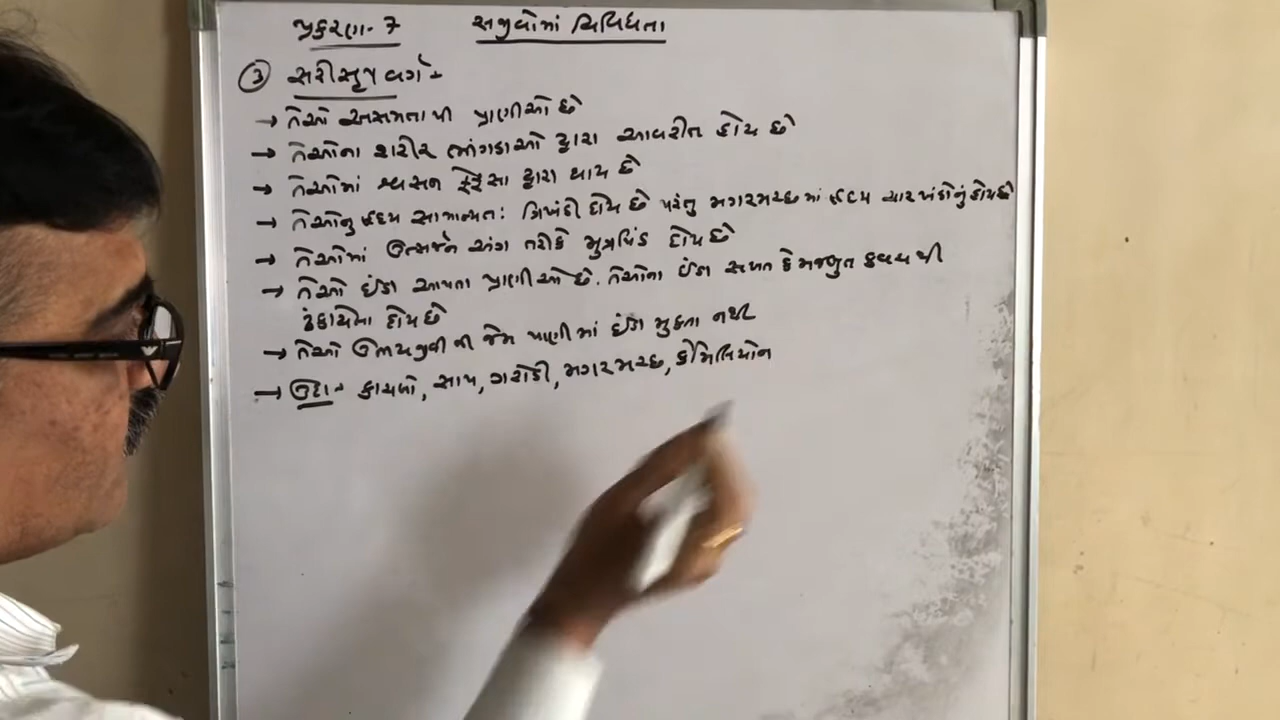 પ્રકરણ-7 સજીવોમાં વિવિધતા
③ સરીસૃપ વર્ગ :-
→ તેઓ અસમતાપી પ્રાણીઓ છે
→ તેઓના શરીર ભીંગડાઓ દ્વારા આવરીત હોય છે
→ તેઓમાં શ્વસન ફેફસા દ્વારા થાય છે
→ તેઓનું હૃદય સામાન્યતઃ ત્રિખંડી હોય છે પરંતુ મગરમચ્છમાં હૃદય ચાર ખંડોનું હોય છે
→ તેઓમાં ઉત્સર્જન અંગ તરીકે મુત્રપિંડ હોય છે
→ તેઓ ઈંડા આપતા પ્રાણીઓ છે. તેઓના ઈંડા સખત કે મજબુત કવચથી
ઢંકાયેલા હોય છે
→ તેઓ ઉભયજીવીની જેમ પાણીમાં ઈંડા મુકતા નથી
→ ઉદા:- કાચબો, સાપ, ગરોળી, મગરમચ્છ, કેમેલિયોન